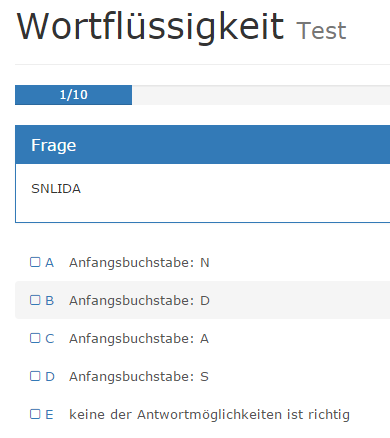 Wortflüssigkeit Test
1/10
Frage
SNLIDA
A Anfangsbuchstabe: N
B Anfangsbuchstabe: D
C Anfangsbuchstabe: A
D Anfangsbuchstabe: S
E keine der Antwortmöglichkeiten ist richtig